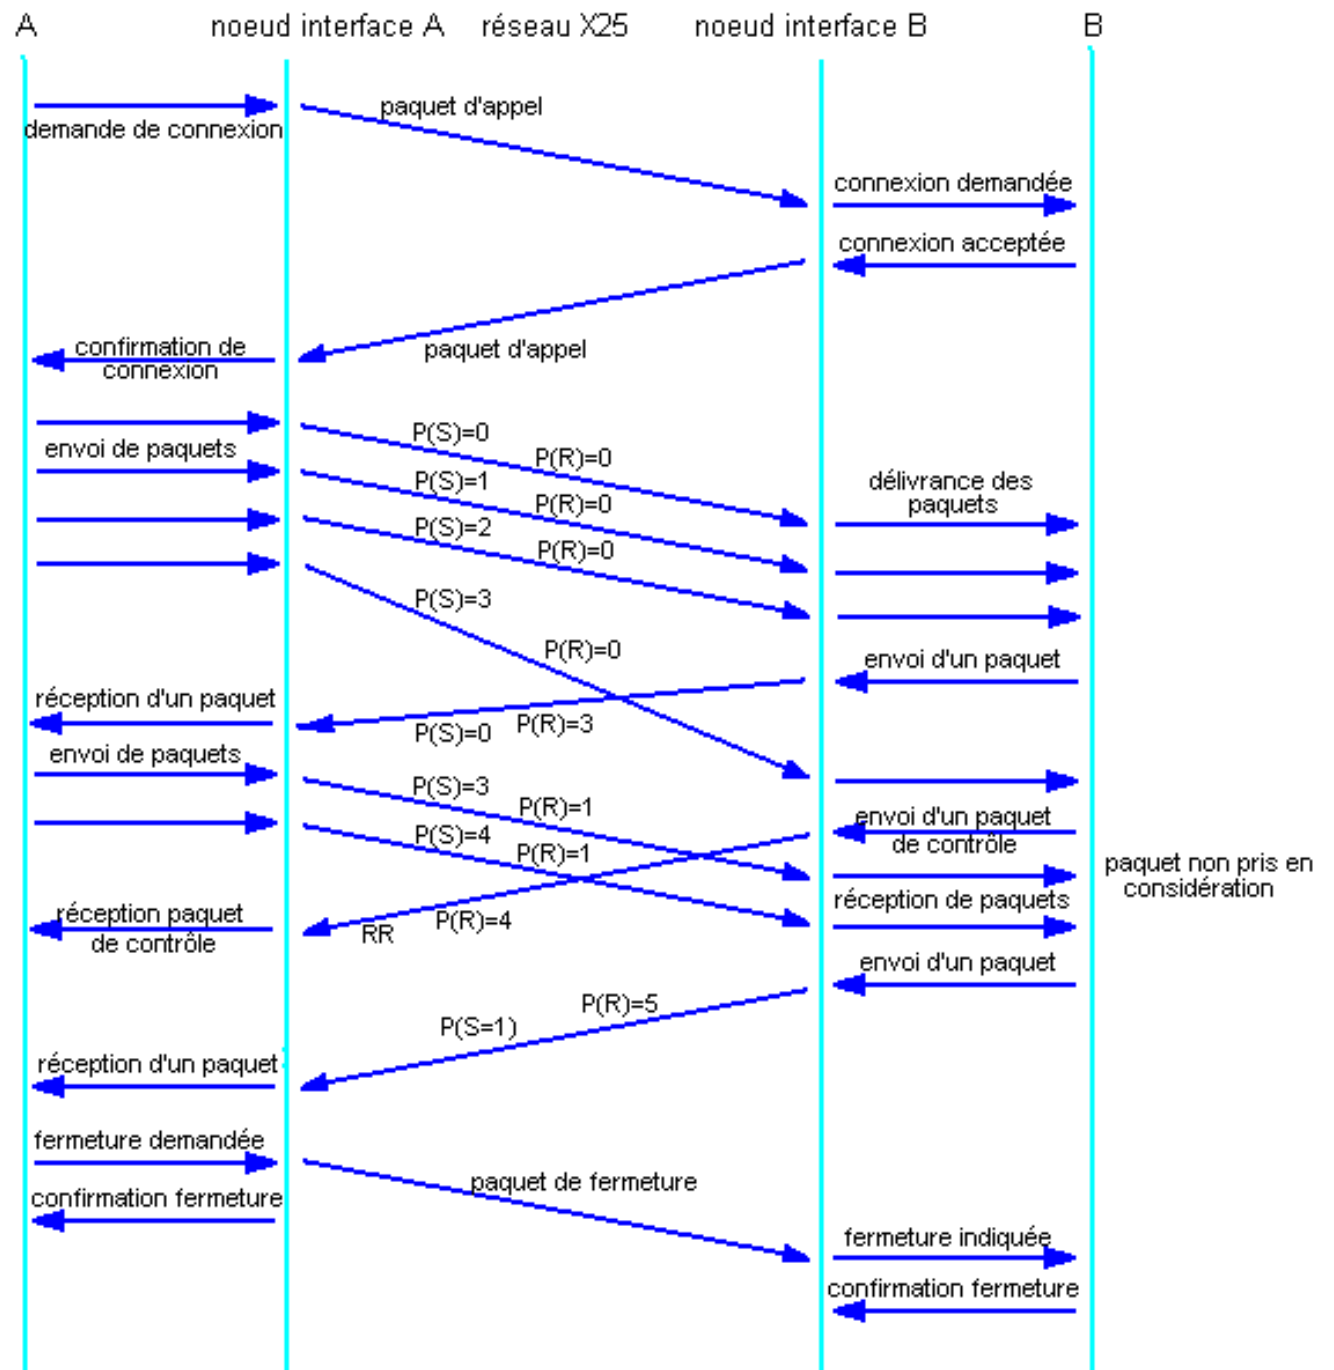 A
noeud interface A
réseau X25
noeud interface B
B
paquet d'appel
demande de connexion
connexion demandée
connexion acceptée
confirmation de
connexion
paquet d'appel
P(S)=0
envoi de paquets
P(R)=0
P(S)=1
P(R)=0
délivrance des
paquets
P(S)=2
P(R)=0
P(S)=3
P(R)=0
envoi d'un paquet
réception d'un paquet
P(S)=0
P(R)=3
envoi de paquets
P(S)=3
P(R)=1
envoi d'un paquet
de contrôle
P(S)=4
P(R)=1
paquet non pris en
considération
réception de paquets
réception paquet
de contrôle
RR
P(R)=4
envoi d'un paquet
P(R)=5
P(S=1)
réception d'un paquet
fermeture demandée
paquet de fermeture
confirmation fermeture
fermeture indiquée
confirmation fermeture